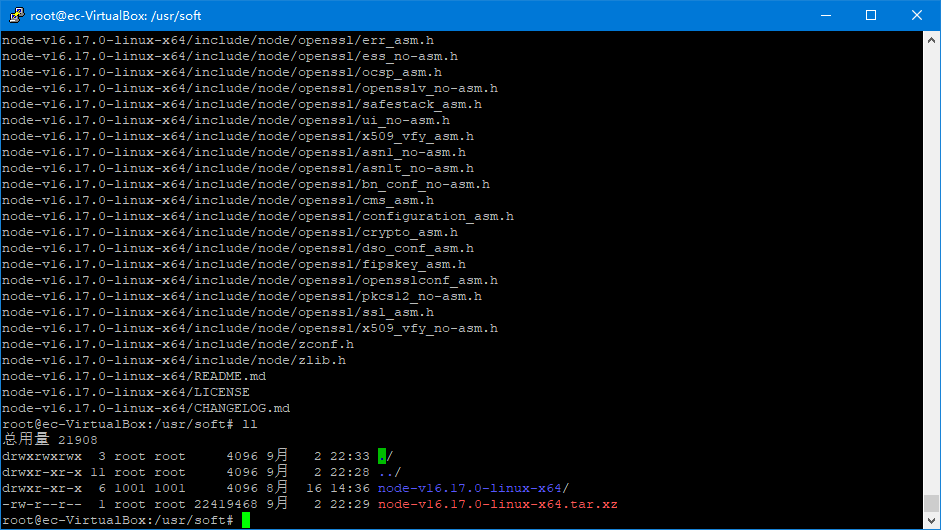 root@ec-VirtualBox: /usr/soft
node-v16.17.0-linux-x64/include/node/openssl/err_asm.h
node-v16.17.0-linux-x64/include/node/openssl/ess_no-asm.h
node-v16.17.0-linux-x64/include/node/openssl/ocsp_asm.h
node-v16.17.0-linux-x64/include/node/openssl/opensslv_no-asm.h
node-v16.17.0-linux-x64/include/node/openssl/safestack_asm.h
node-v16.17.0-linux-x64/include/node/openssl/ui_no-asm.h
node-v16.17.0-linux-x64/include/node/openssl/x509_vfy_asm.h
node-v16.17.0-linux-x64/include/node/openssl/asn1_no-asm.h
node-v16.17.0-linux-x64/include/node/openssl/asn1t_no-asm.h
node-v16.17.0-linux-x64/include/node/openssl/bn_conf_no-asm.h
node-v16.17.0-linux-x64/include/node/openssl/cms_asm.h
node-v16.17.0-linux-x64/include/node/openssl/configuration_asm.h
node-v16.17.0-linux-x64/include/node/openssl/crypto_asm.h
node-v16.17.0-linux-x64/include/node/openssl/dso_conf_asm.h
node-v16.17.0-linux-x64/include/node/openssl/fipskey_asm.h
node-v16.17.0-linux-x64/include/node/openssl/opensslconf_asm.h
node-v16.17.0-linux-x64/include/node/openssl/pkcs12_no-asm.h
node-v16.17.0-linux-x64/include/node/openssl/ssl_asm.h
node-v16.17.0-linux-x64/include/node/openssl/x509_vfy_no-asm.h
node-v16.17.0-linux-x64/include/node/zconf.h
node-v16.17.0-linux-x64/include/node/zlib.h
node-v16.17.0-linux-x64/README.md
node-v16.17.0-linux-x64/LICENSE
node-v16.17.0-linux-x64/CHANGELOG.md
root@ec-VirtualBox:/usr/soft# ll
总用量 21908
drwxrwxrwx  3 root root     4096 9月   2 22:33 ./
drwxr-xr-x 11 root root     4096 9月   2 22:28 ../
drwxr-xr-x  6 1001 1001     4096 8月  16 14:36 node-v16.17.0-linux-x64/
-rw-r--r--  1 root root 22419468 9月   2 22:29 node-v16.17.0-linux-x64.tar.xz
root@ec-VirtualBox:/usr/soft#